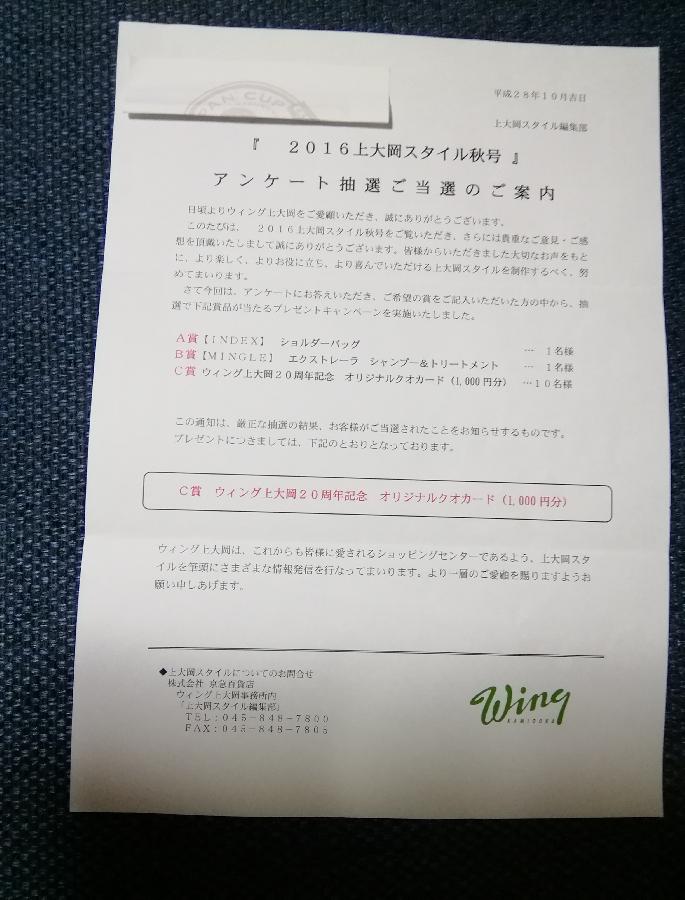 PAN CUP
平成28年10月吉日
上大岡スタイル編集部
『　2016上大岡スタイル秋号 』
アンケート抽選ご当選のご案内
日頃よりウィング上大岡をご愛顧いただき、誠にありがとうございます。
このたびは、　2016上大岡スタイル秋号をご覧いただき、さらには貴重なご意見・ご感
想を頂戴いたしまして誠にありがとうございます。皆様からいただきました大切なお声をもと
に、より楽しく、よりお役に立ち、より喜んでいただける上大岡スタイルを制作するべく、努
めてまいります。
さて今回は、アンケートにお答えいただき、ご希望の賞をご記入いただいた方の中から、抽
選で下記賞品が当たるプレゼントキャンペーンを実施いたしました。
A賞【INDEX】　ショルダーバッグ　… 1名様
B賞【MINGLE】　エクストレーラ　シャンプー＆トリートメント　… 1名様
C賞 ウィング上大岡20周年記念　オリジナルクオカード（1,000円分）　…10名様
この通知は、厳正な抽選の結果、お客様がご当選されたことをお知らせするものです。
プレゼントにつきましては、下記のとおりとなっております。
C賞　ウィング上大岡20周年記念　オリジナルクオカード（1,000円分）
ウィング上大岡は、これからも皆様に愛されるショッピングセンターであるよう、上大岡スタ
イルを筆頭にさまざまな情報発信を行なってまいります。より一層のご愛顧を賜りますようお
願い申しあげます。
◆上大岡スタイルについてのお問合せ
株式会社 京急百貨店
ウィング上大岡事務所内
「上大岡スタイル編集部」
TEL：045-848-7800
FAX：045-848-7805
Wing
KAMIOOKA